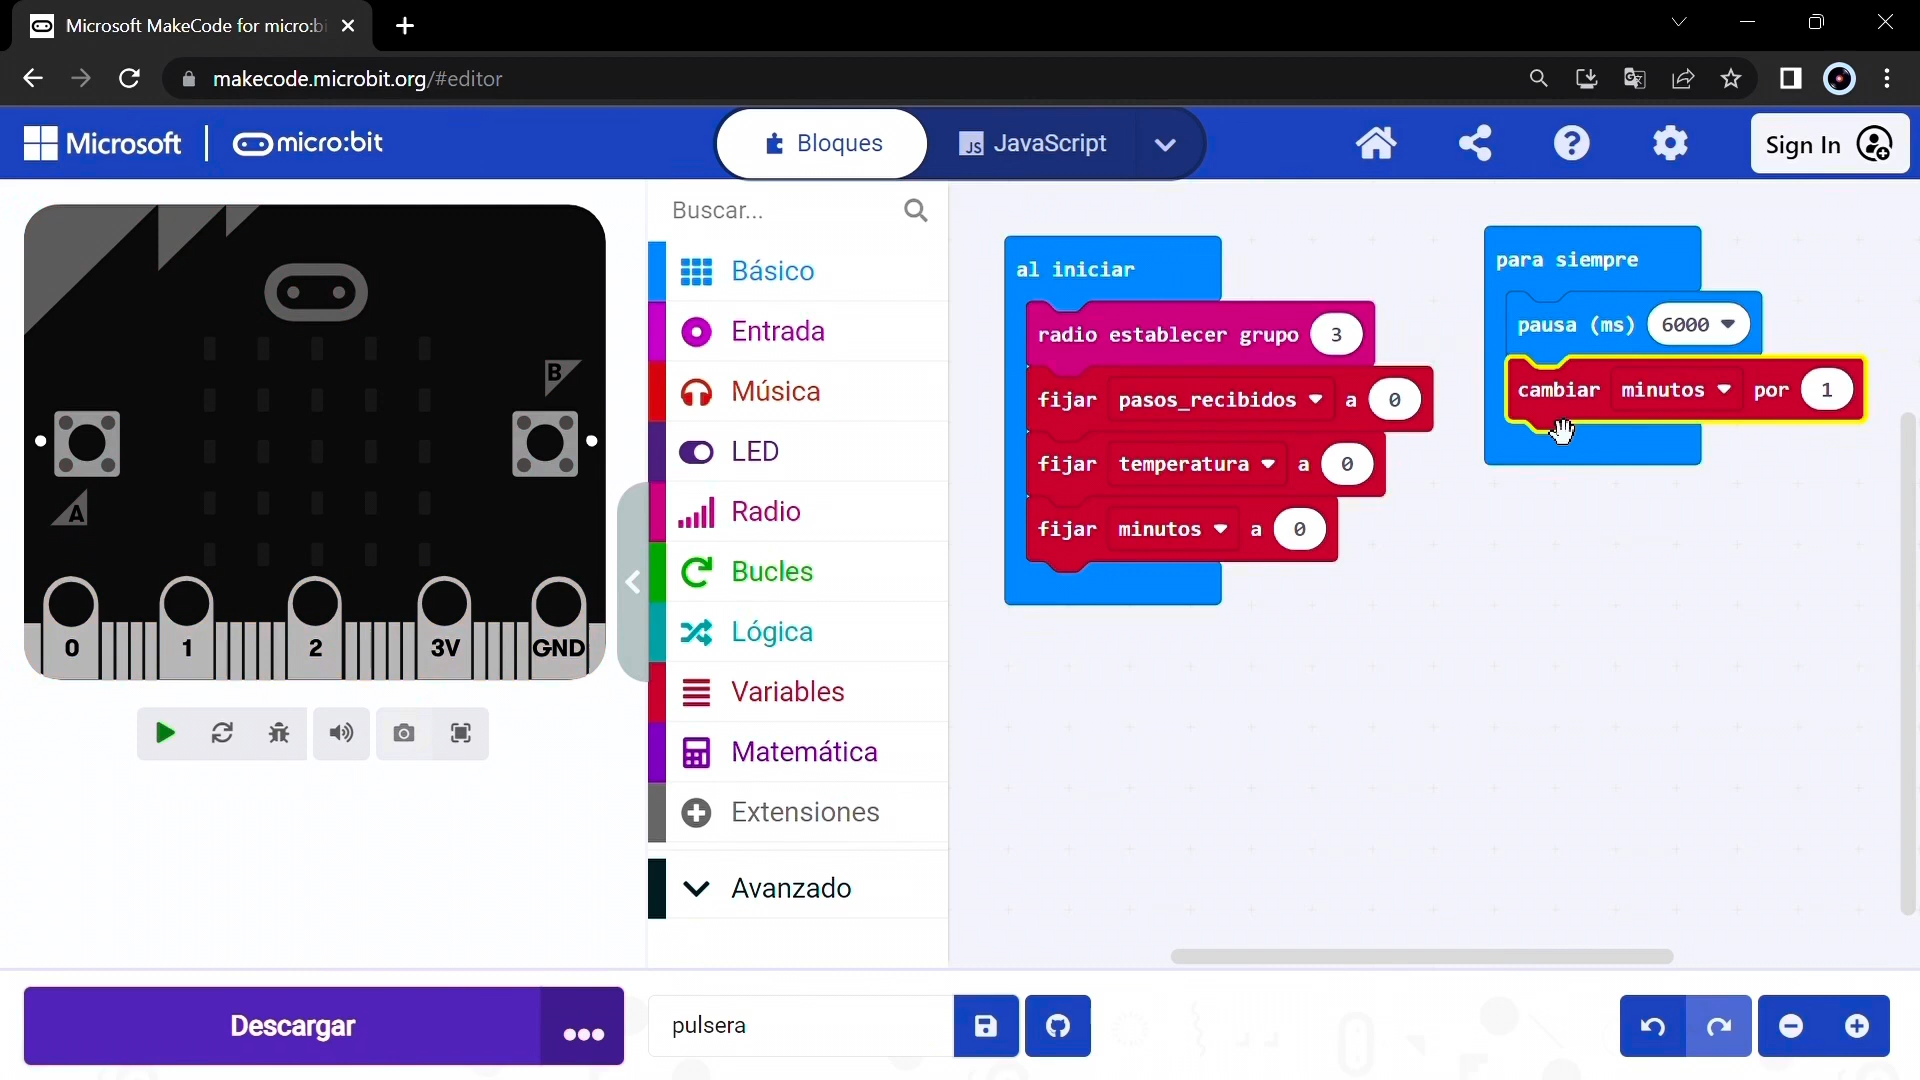 Microsoft MakeCode for micro:bi
makecode.microbit.org/#editor
Microsoft
micro:bit
Bloques
JS JavaScript
Sign In
Buscar...
Básico
Entrada
Música
LED
Radio
Bucles
Lógica
Variables
Matemática
Extensiones
Avanzado
B
A
0 1 2 3V GND
al iniciar
radio establecer grupo 3
fijar pasos_recibidos a 0
fijar temperatura a 0
fijar minutos a 0
para siempre
pausa (ms) 6000
cambiar minutos por 1
Descargar
pulsera